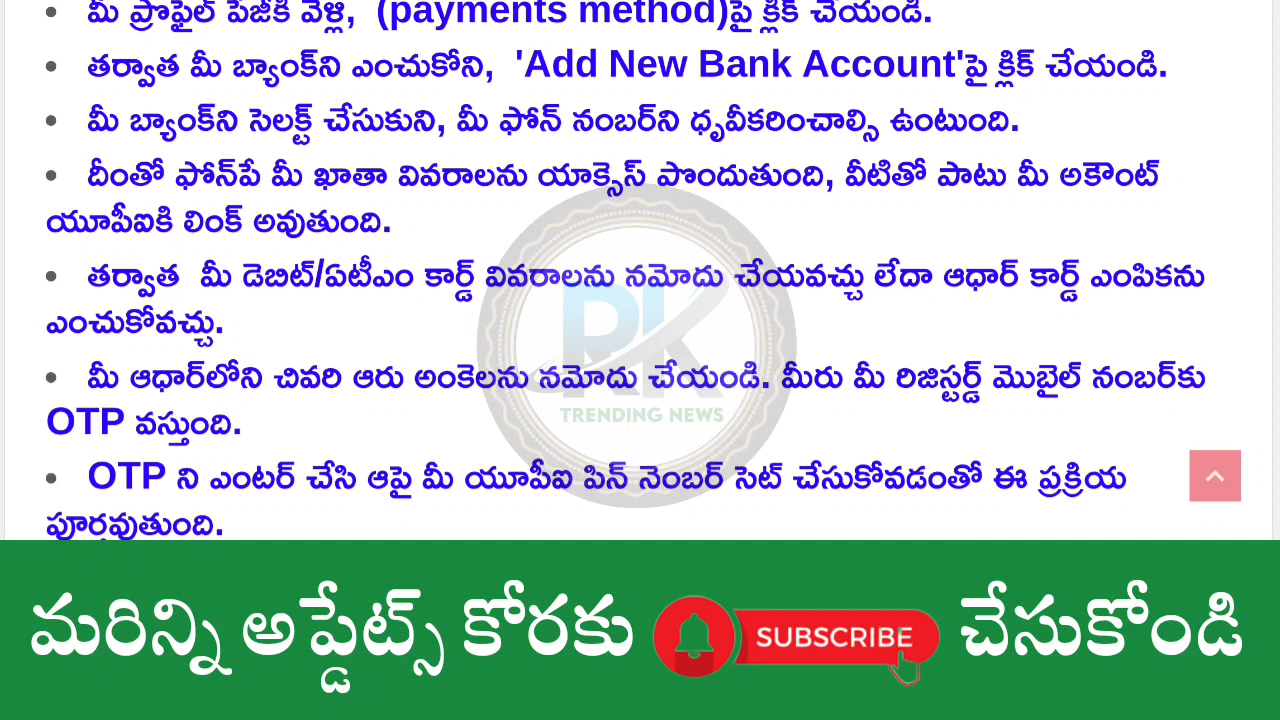 మీ ప్రొఫైల్ పేజీకి వెళ్లి, (payments method)పై క్లిక్ చేయండి.
తర్వాత మీ బ్యాంక్‌ని ఎంచుకోని, 'Add New Bank Account'పై క్లిక్ చేయండి.
మీ బ్యాంక్‌ని సెలక్ట్ చేసుకుని, మీ ఫోన్ నంబర్‌ని ధృవీకరించాల్సి ఉంటుంది.
దీంతో ఫోన్‌పే మీ ఖాతా వివరాలను యాక్సెస్ పొందుతుంది, వీటితో పాటు మీ అకౌంట్
యూపీఐకి లింక్ అవుతుంది.
తర్వాత మీ డెబిట్/ఏటీఎం కార్డ్ వివరాలను నమోదు చేయవచ్చు లేదా ఆధార్ కార్డ్ ఎంపికను
ఎంచుకోవచ్చు.
మీ ఆధార్‌లోని చివరి ఆరు అంకెలను నమోదు చేయండి. మీరు మీ రిజిస్టర్డ్ మొబైల్ నంబర్‌కు
OTP వస్తుంది.
OTP ని ఎంటర్ చేసి ఆపై మీ యూపీఐ పిన్ నెంబర్ సెట్ చేసుకోవడంతో ఈ ప్రక్రియ
పూర్తవుతుంది.
PK
TRENDING NEWS
మరిన్ని అప్డేట్స్ కోరకు SUBSCRIBE చేసుకోండి